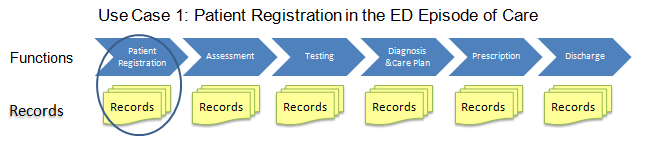 Use Case 1: Patient Registration in the ED Episode of Care
Functions
Patient
Registration
Assessment
Testing
Diagnosis
&Care Plan
Prescription
Discharge
Records
Records
Records
Records
Records
Records
Records